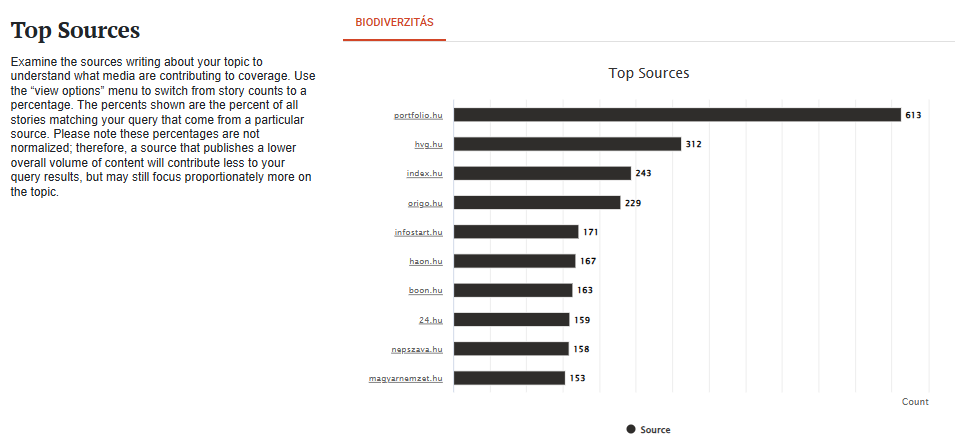 Top Sources
Examine the sources writing about your topic to
understand what media are contributing to coverage. Use
the “view options” menu to switch from story counts to a
percentage. The percents shown are the percent of all
stories matching your query that come from a particular
source. Please note these percentages are not
normalized; therefore, a source that publishes a lower
overall volume of content will contribute less to your
query results, but may still focus proportionately more on
the topic.
BIODIVERZITÁS
Top Sources
portfolio.hu 613
hvg.hu 312
index.hu 243
origo.hu 229
infostart.hu 171
haon.hu 167
boon.hu 163
24.hu 159
nepszava.hu 158
magyarnemzet.hu 153
Count
Source